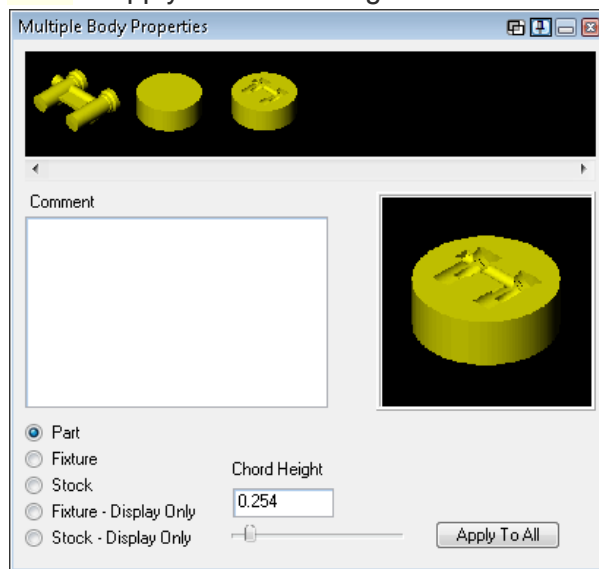 Multiple Body Properties
Comment
Part
Fixture
Stock
Fixture - Display Only
Stock - Display Only
Chord Height
0.254
Apply To All